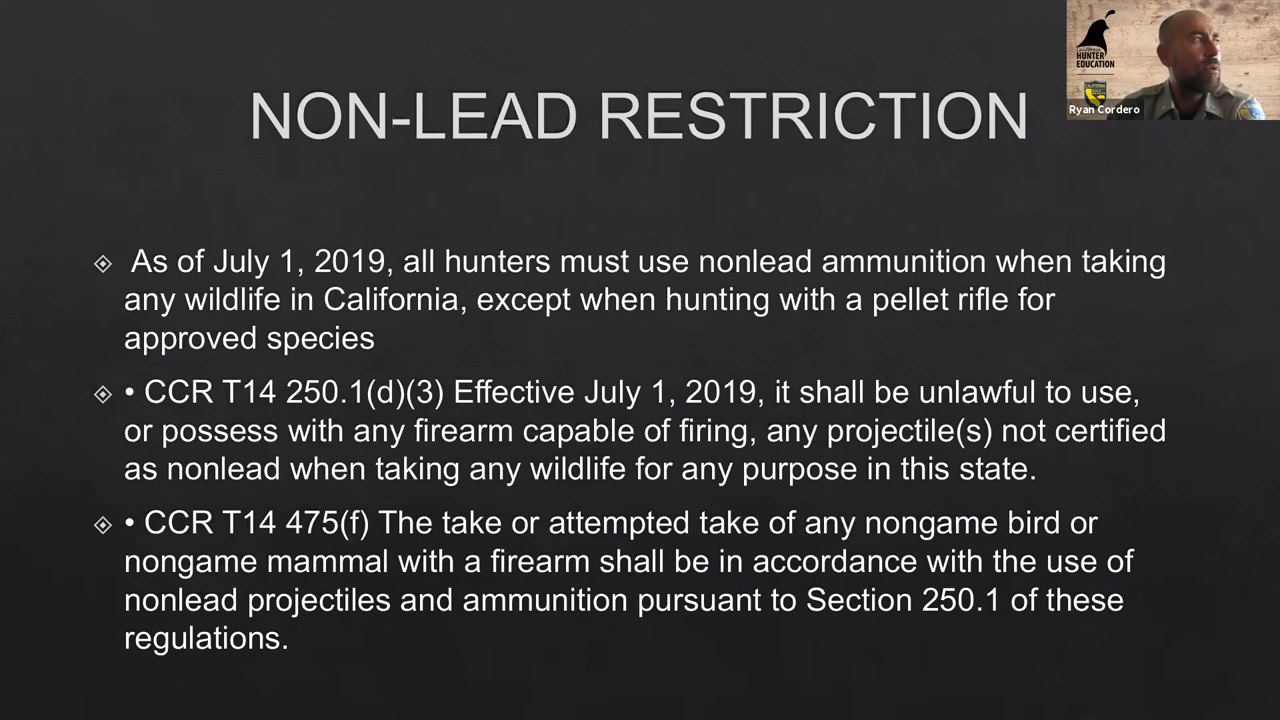 NON-LEAD RESTRICTION
HUNTER
EDUCATION
CALIFORNIA
Ryan Cordero
As of July 1, 2019, all hunters must use nonlead ammunition when taking
any wildlife in California, except when hunting with a pellet rifle for
approved species
• CCR T14 250.1(d)(3) Effective July 1, 2019, it shall be unlawful to use,
or possess with any firearm capable of firing, any projectile(s) not certified
as nonlead when taking any wildlife for any purpose in this state.
• CCR T14 475(f) The take or attempted take of any nongame bird or
nongame mammal with a firearm shall be in accordance with the use of
nonlead projectiles and ammunition pursuant to Section 250.1 of these
regulations.